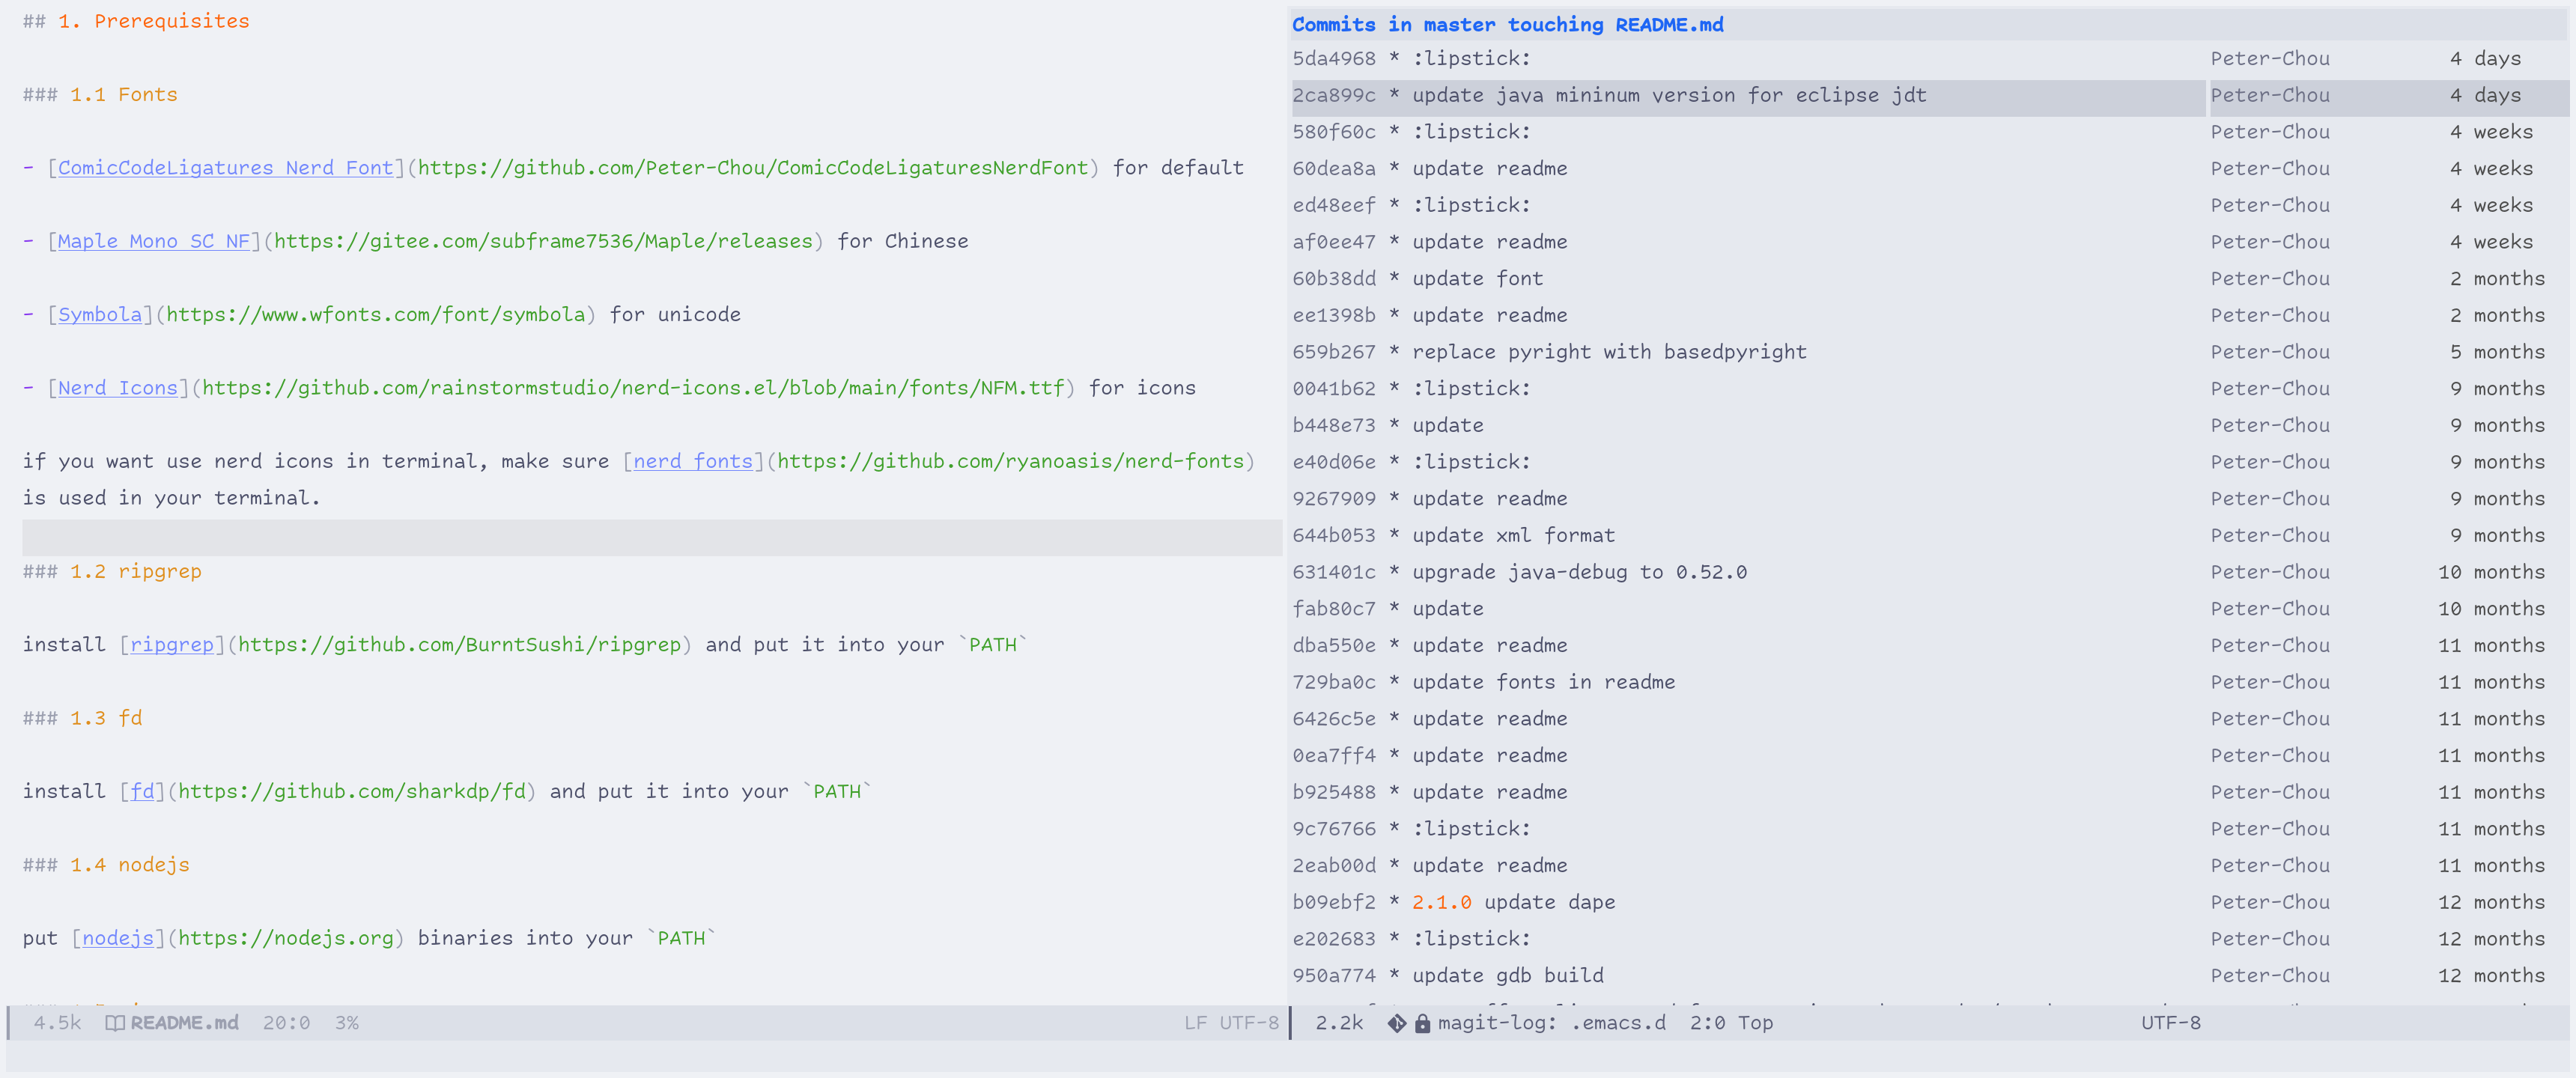 ## 1. Prerequisites
### 1.1 Fonts
- [ComicCodeLigatures Nerd Font](https://github.com/Peter-Chou/ComicCodeLigaturesNerdFont) for default
- [Maple Mono SC NF](https://gitee.com/subframe7536/Maple/releases) for Chinese
- [Symbola](https://www.wfonts.com/font/symbola) for unicode
- [Nerd Icons](https://github.com/rainstormstudio/nerd-icons.el/blob/main/fonts/NFM.ttf) for icons
if you want use nerd icons in terminal, make sure [nerd fonts](https://github.com/ryanoasis/nerd-fonts)
is used in your terminal.
### 1.2 ripgrep
install [ripgrep](https://github.com/BurntSushi/ripgrep) and put it into your `PATH`
### 1.3 fd
install [fd](https://github.com/sharkdp/fd) and put it into your `PATH`
### 1.4 nodejs
put [nodejs](https://nodejs.org) binaries into your `PATH`
4.5k README.md 20:0 3% LF UTF-8
Commits in master touching README.md
5da4968 * :lipstick: Peter-Chou 4 days
2ca899c * update java mininum version for eclipse jdt Peter-Chou 4 days
580f60c * :lipstick: Peter-Chou 4 weeks
60dea8a * update readme Peter-Chou 4 weeks
ed48eef * :lipstick: Peter-Chou 4 weeks
af0ee47 * update readme Peter-Chou 4 weeks
60b38dd * update font Peter-Chou 2 months
ee1398b * update readme Peter-Chou 2 months
659b267 * replace pyright with basedpyright Peter-Chou 5 months
0041b62 * :lipstick: Peter-Chou 9 months
b448e73 * update Peter-Chou 9 months
e40d06e * :lipstick: Peter-Chou 9 months
9267909 * update readme Peter-Chou 9 months
644b053 * update xml format Peter-Chou 9 months
631401c * upgrade java-debug to 0.52.0 Peter-Chou 10 months
fab80c7 * update Peter-Chou 10 months
dba550e * update readme Peter-Chou 11 months
729ba0c * update fonts in readme Peter-Chou 11 months
6426c5e * update readme Peter-Chou 11 months
0ea7ff4 * update readme Peter-Chou 11 months
b925488 * update readme Peter-Chou 11 months
9c76766 * :lipstick: Peter-Chou 11 months
2eab00d * update readme Peter-Chou 11 months
b09ebf2 * 2.1.0 update dape Peter-Chou 12 months
e202683 * :lipstick: Peter-Chou 12 months
950a774 * update gdb build Peter-Chou 12 months
2.2k magit-log: .emacs.d 2:0 Top UTF-8